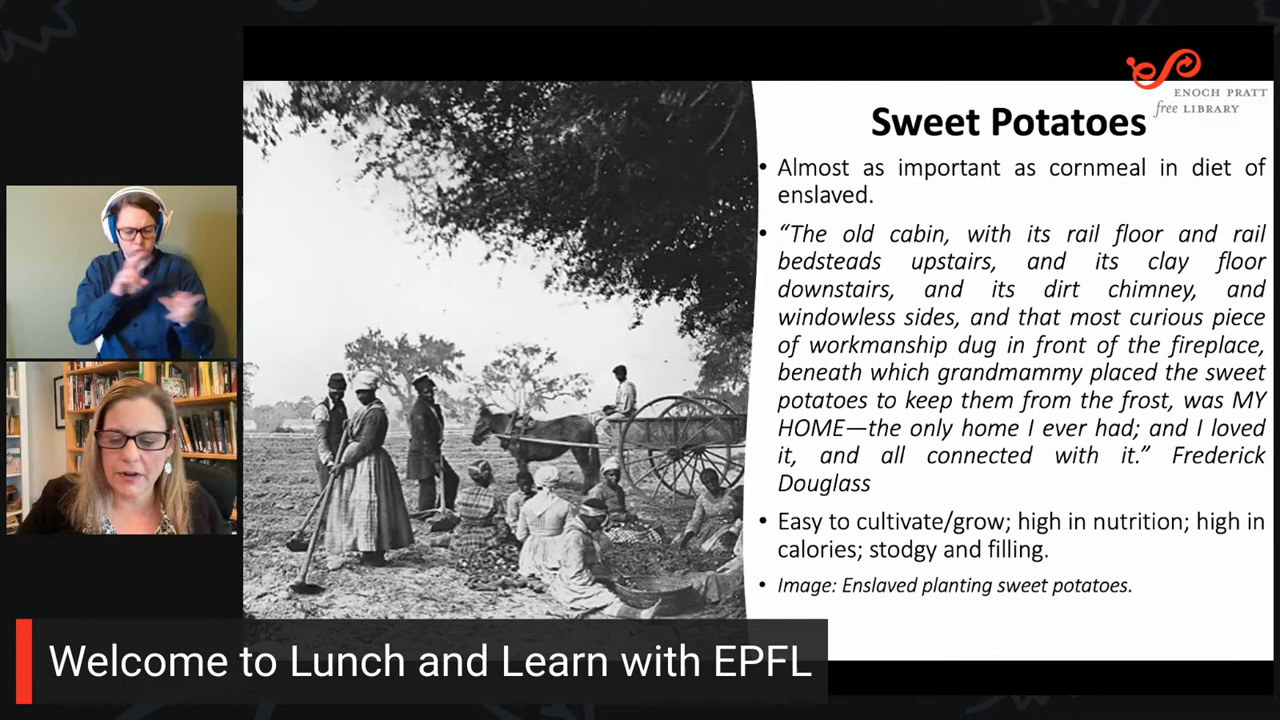 ENOCH PRATT
free LIBRARY
Sweet Potatoes
• Almost as important as cornmeal in diet of
enslaved.
• “The old cabin, with its rail floor and rail
bedsteads upstairs, and its clay floor
downstairs, and its dirt chimney, and
windowless sides, and that most curious piece
of workmanship dug in front of the fireplace,
beneath which grandmammy placed the sweet
potatoes to keep them from the frost, was MY
HOME—the only home I ever had; and I loved
it, and all connected with it.” Frederick
Douglass
• Easy to cultivate/grow; high in nutrition; high in
calories; stodgy and filling.
• Image: Enslaved planting sweet potatoes.
Welcome to Lunch and Learn with EPFL